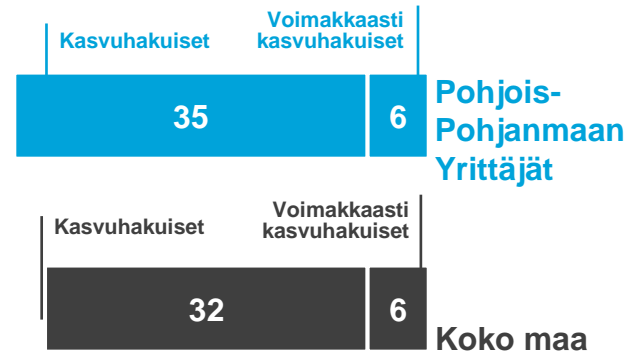 Kasvuhakuiset
Voimakkaasti
kasvuhakuiset
35
6
Pohjois-
Pohjanmaan
Yrittäjät
Kasvuhakuiset
Voimakkaasti
kasvuhakuiset
32
6
Koko maa